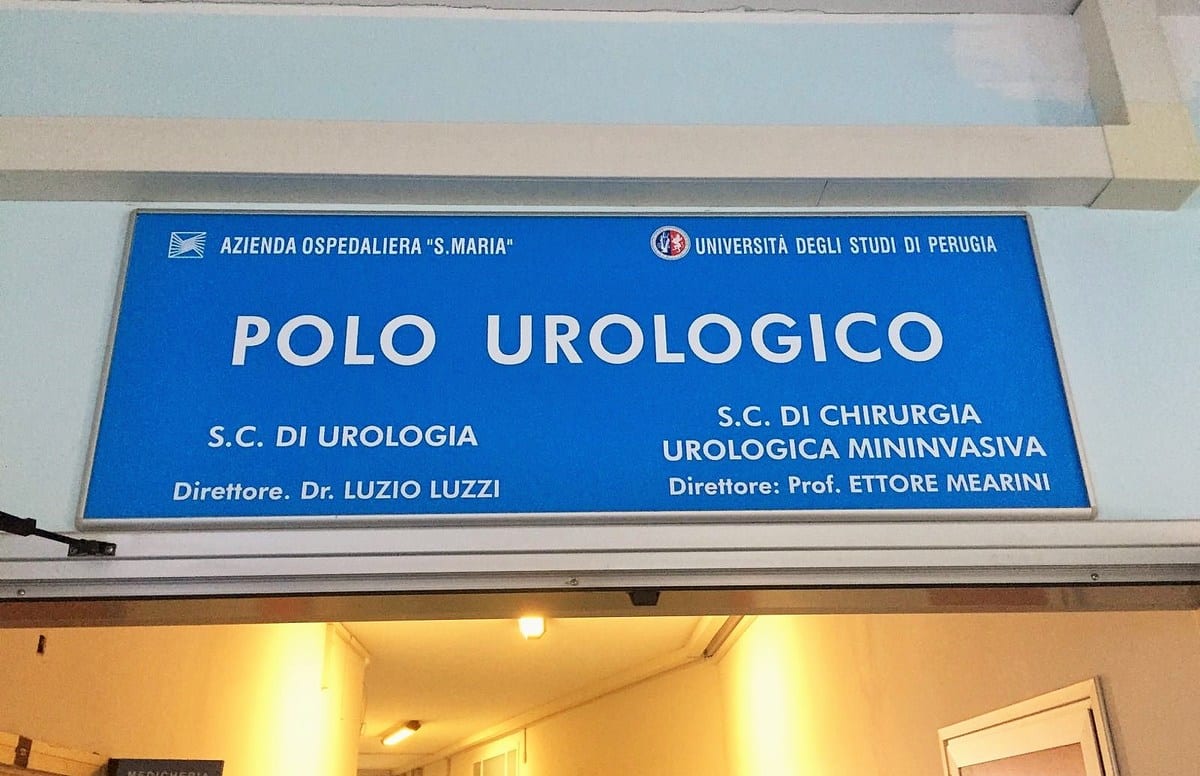 AZIENDA OSPEDALIERA "S.MARIA"
UNIVERSITÀ DEGLI STUDI DI PERUGIA
POLO UROLOGICO
S.C. DI UROLOGIA
Direttore. Dr. LUZIO LUZZI
S.C. DI CHIRURGIA
UROLOGICA MININVASIVA
Direttore: Prof. ETTORE MEARINI
MEDICHERIA